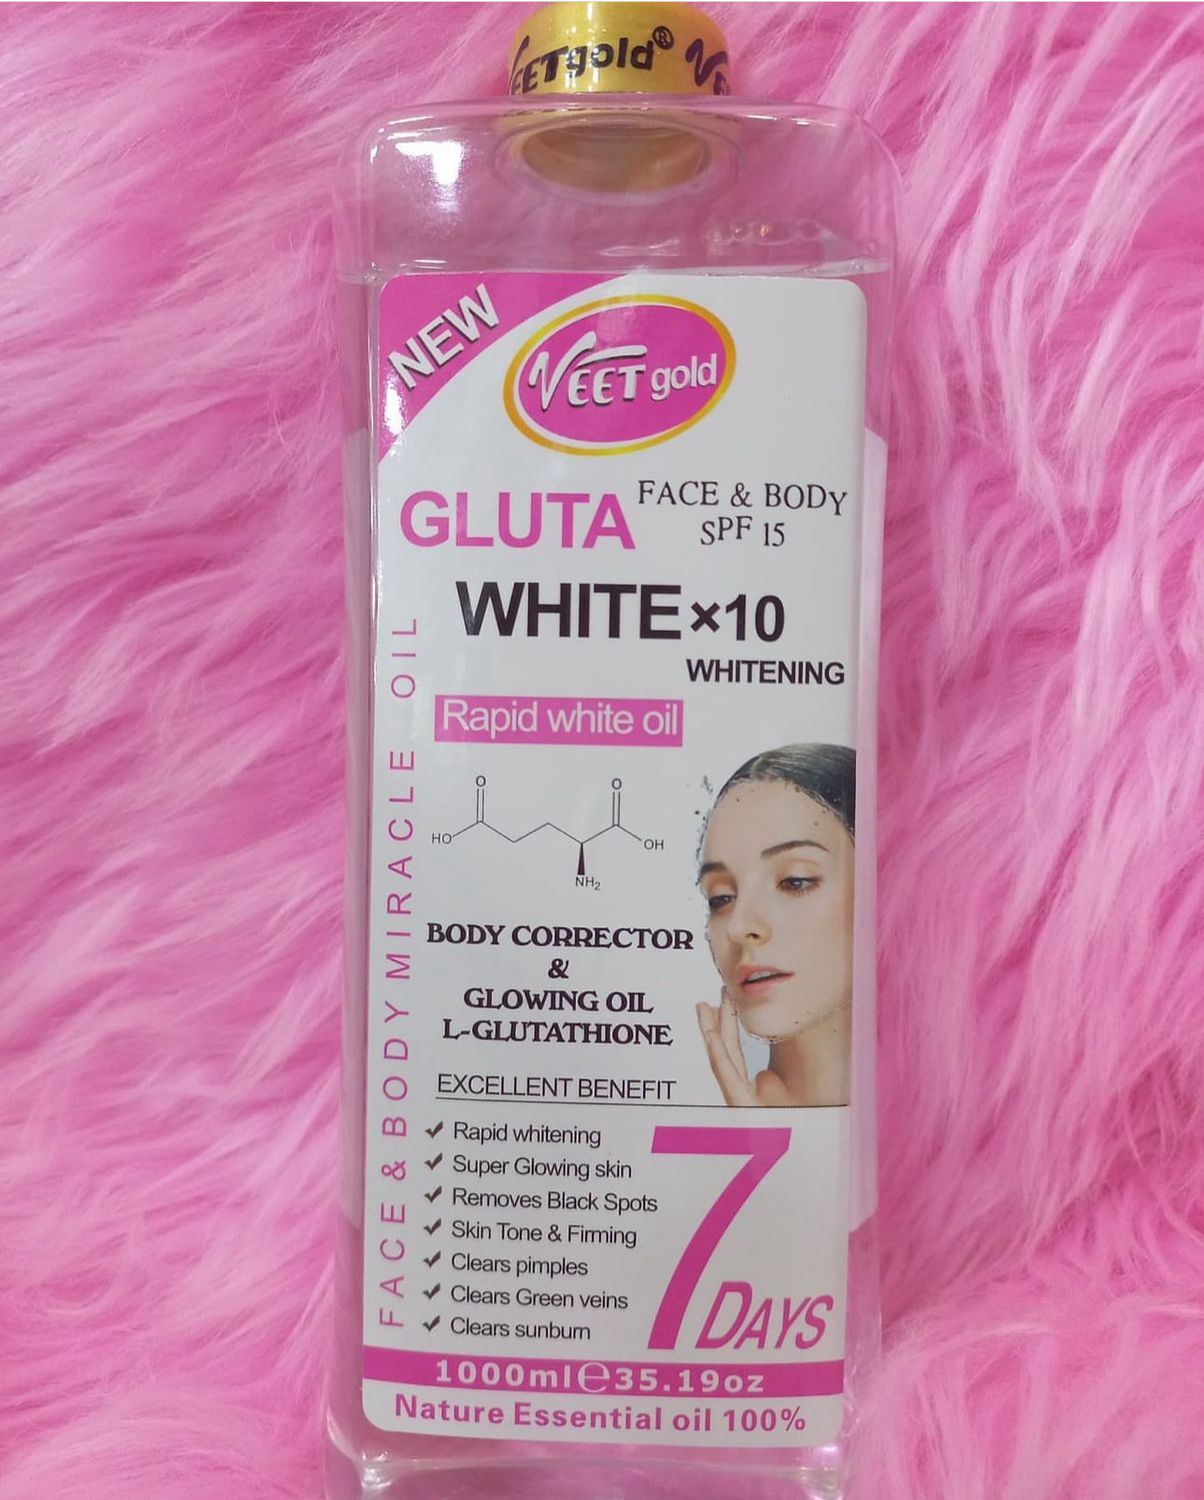 VEETgold®
NEW
VEET gold
GLUTA FACE & BODY
SPF 15
WHITE×10
WHITENING
Rapid white oil
FACE & BODY MIRACLE OIL
O O
HO OH
NH2
BODY CORRECTOR
&
GLOWING OIL
L-GLUTATHIONE
EXCELLENT BENEFIT
✓ Rapid whitening
✓ Super Glowing skin
✓ Removes Black Spots
✓ Skin Tone & Firming
✓ Clears pimples
✓ Clears Green veins
✓ Clears sunburn
7 DAYS
1000ml℮35.19oz
Nature Essential oil 100%